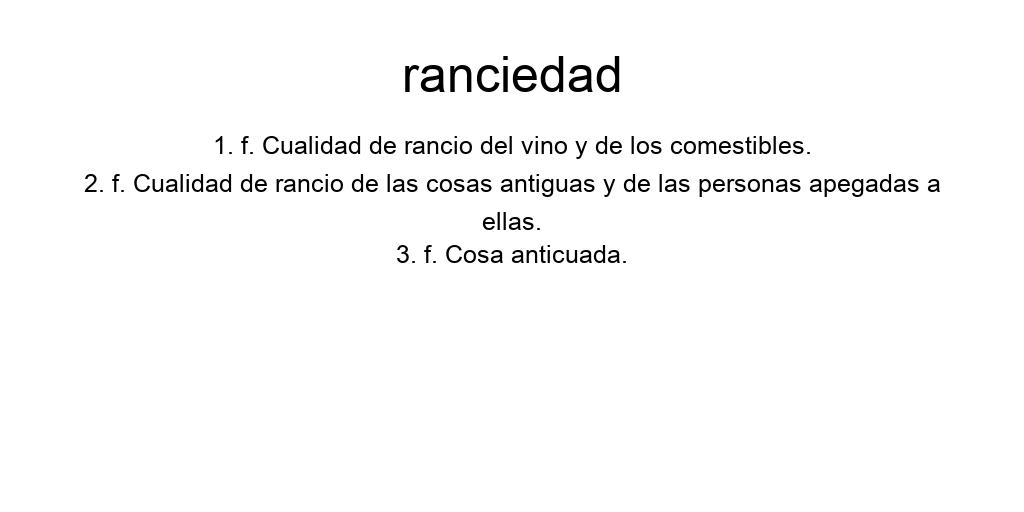 ranciedad
1. f. Cualidad de rancio del vino y de los comestibles.
2. f. Cualidad de rancio de las cosas antiguas y de las personas apegadas a
ellas.
3. f. Cosa anticuada.